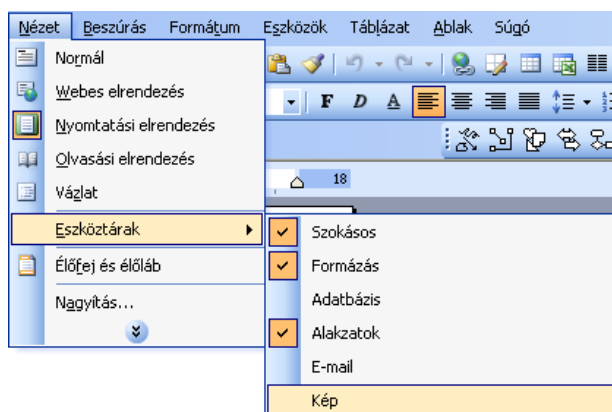 Nézet Beszúrás Formátum Eszközök Táblázat Ablak Súgó
Normál
Webes elrendezés
F D A
Nyomtatási elrendezés
Olvasási elrendezés
18
Vázlat
Eszköztárak
Szokásos
Élőfej és élőláb
Formázás
Nagyítás...
Adatbázis
Alakzatok
E-mail
Kép